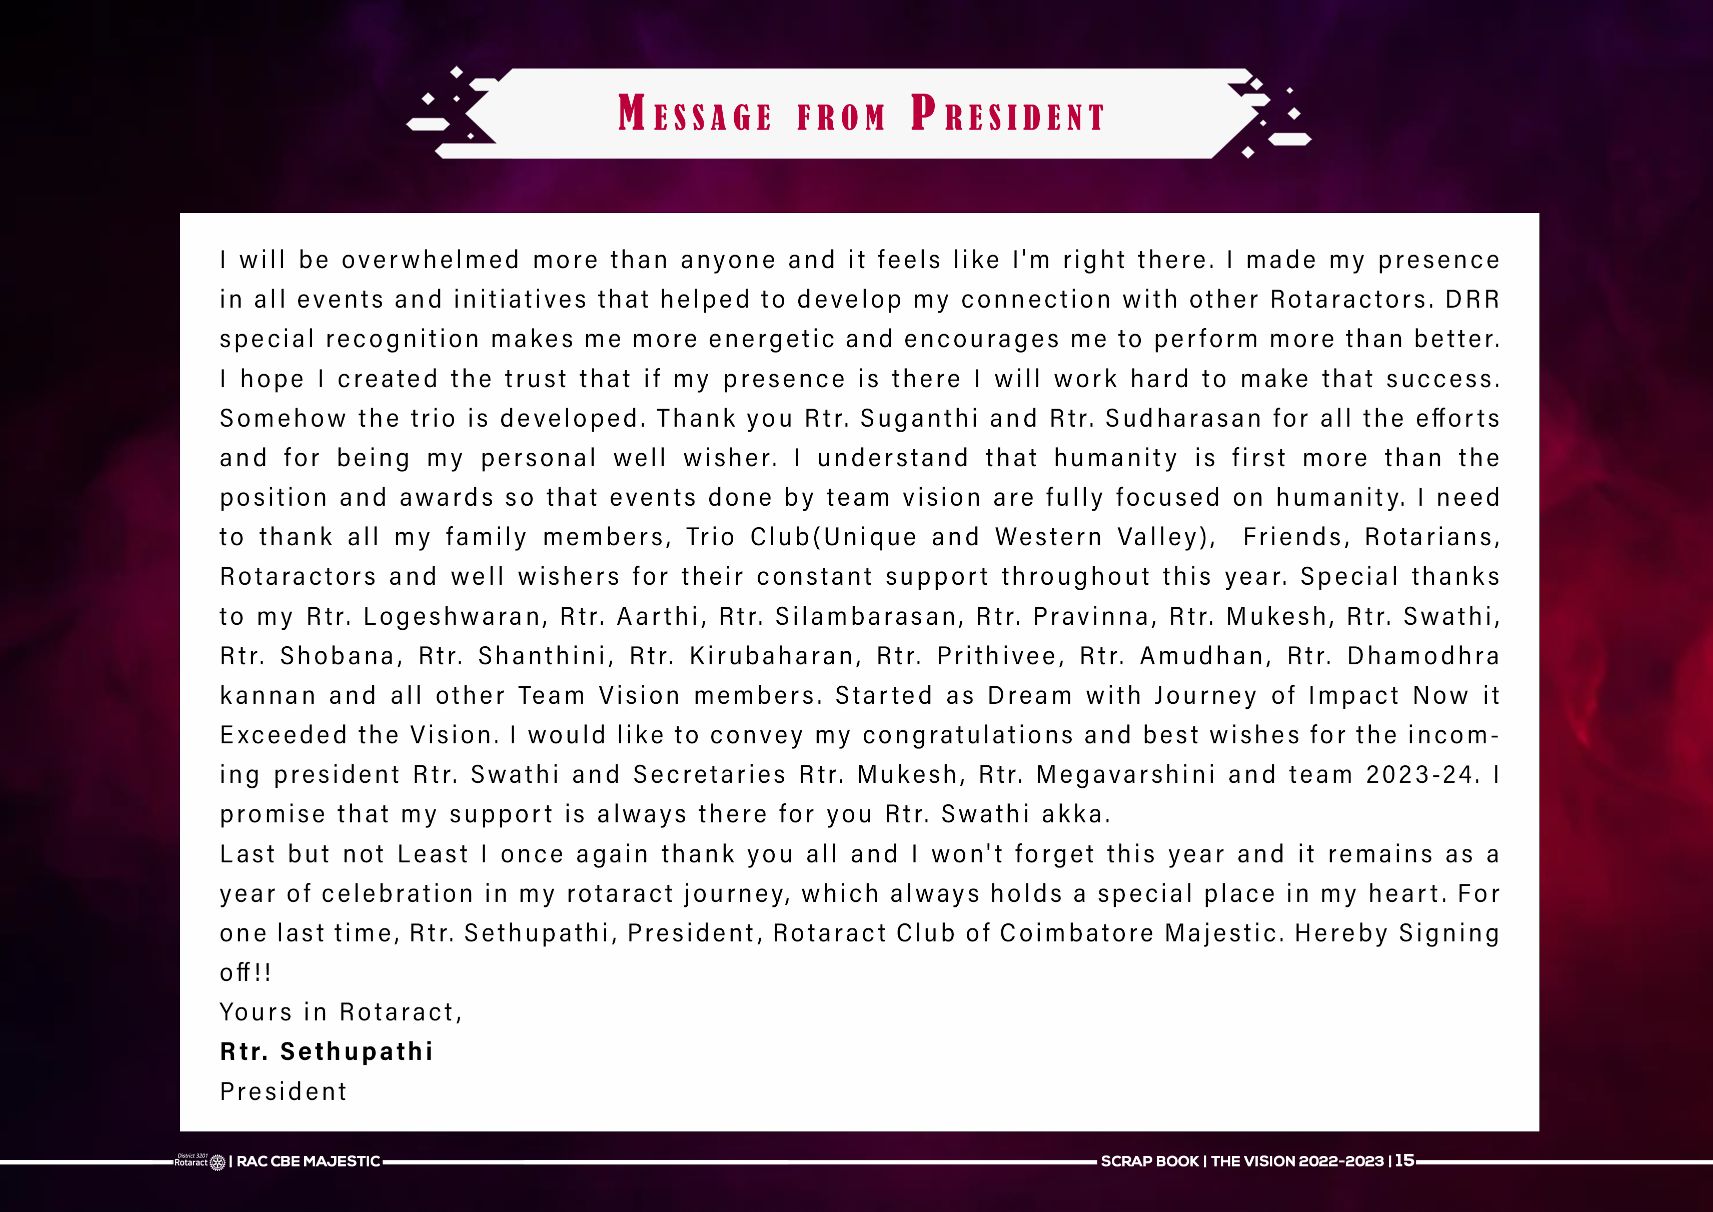 Message from President
I will be overwhelmed more than anyone and it feels like I'm right there. I made my presence
in all events and initiatives that helped to develop my connection with other Rotaractors. DRR
special recognition makes me more energetic and encourages me to perform more than better.
I hope I created the trust that if my presence is there I will work hard to make that success.
Somehow the trio is developed. Thank you Rtr. Suganthi and Rtr. Sudharasan for all the efforts
and for being my personal well wisher. I understand that humanity is first more than the
position and awards so that events done by team vision are fully focused on humanity. I need
to thank all my family members, Trio Club(Unique and Western Valley), Friends, Rotarians,
Rotaractors and well wishers for their constant support throughout this year. Special thanks
to my Rtr. Logeshwaran, Rtr. Aarthi, Rtr. Silambarasan, Rtr. Pravinna, Rtr. Mukesh, Rtr. Swathi,
Rtr. Shobana, Rtr. Shanthini, Rtr. Kirubaharan, Rtr. Prithivee, Rtr. Amudhan, Rtr. Dhamodhra
kannan and all other Team Vision members. Started as Dream with Journey of Impact Now it
Exceeded the Vision. I would like to convey my congratulations and best wishes for the incom-
ing president Rtr. Swathi and Secretaries Rtr. Mukesh, Rtr. Megavarshini and team 2023-24. I
promise that my support is always there for you Rtr. Swathi akka.
Last but not Least I once again thank you all and I won't forget this year and it remains as a
year of celebration in my rotaract journey, which always holds a special place in my heart. For
one last time, Rtr. Sethupathi, President, Rotaract Club of Coimbatore Majestic. Hereby Signing
off!!
Yours in Rotaract,
Rtr. Sethupathi
President
District 3201
Rotaract | RAC CBE MAJESTIC
SCRAP BOOK | THE VISION 2022-2023 | 15